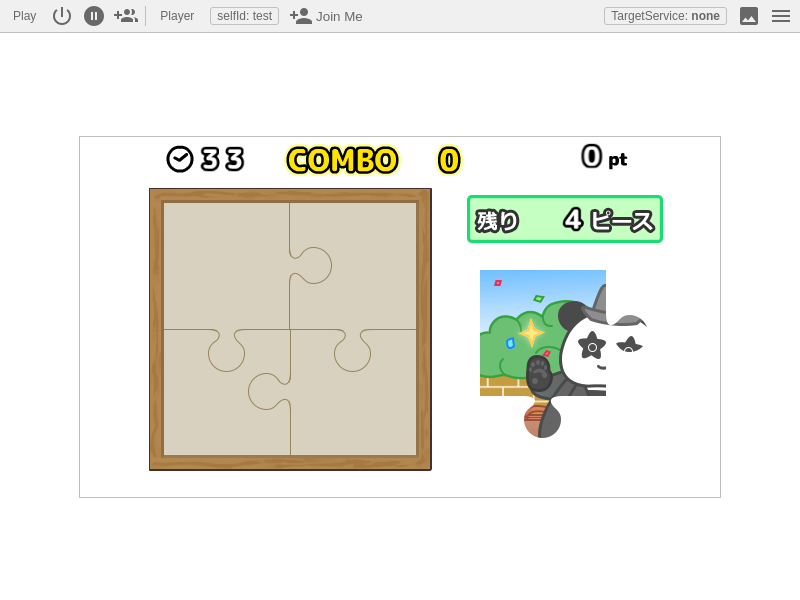 Play
Player
selfId: test
Join Me
TargetService: none
33
COMBO 0
0 pt
残り 4 ピース